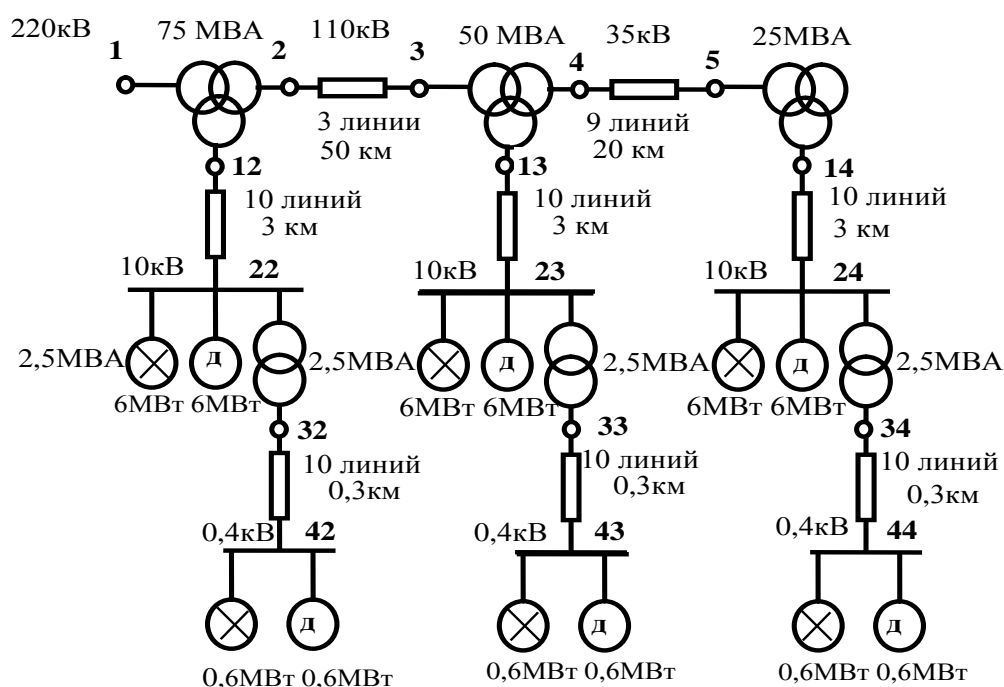 220кВ 75 МВА 110кВ 50 МВА 35кВ 25МВА
1 2 3 4 5
3 линии 9 линий
50 км 20 км
12 13 14
10 линий 10 линий 10 линий
3 км 3 км 3 км
10кВ 22 10кВ 23 10кВ 24
Д Д Д
2,5МВА 2,5МВА 2,5МВА 2,5МВА
6МВт 6МВт 6МВт 6МВт 6МВт 6МВт
32 33 34
10 линий 10 линий 10 линий
0,3км 0,3км 0,3км
0,4кВ 42 0,4кВ 43 0,4кВ 44
Д Д Д
0,6МВт 0,6МВт 0,6МВт 0,6МВт 0,6МВт 0,6МВт